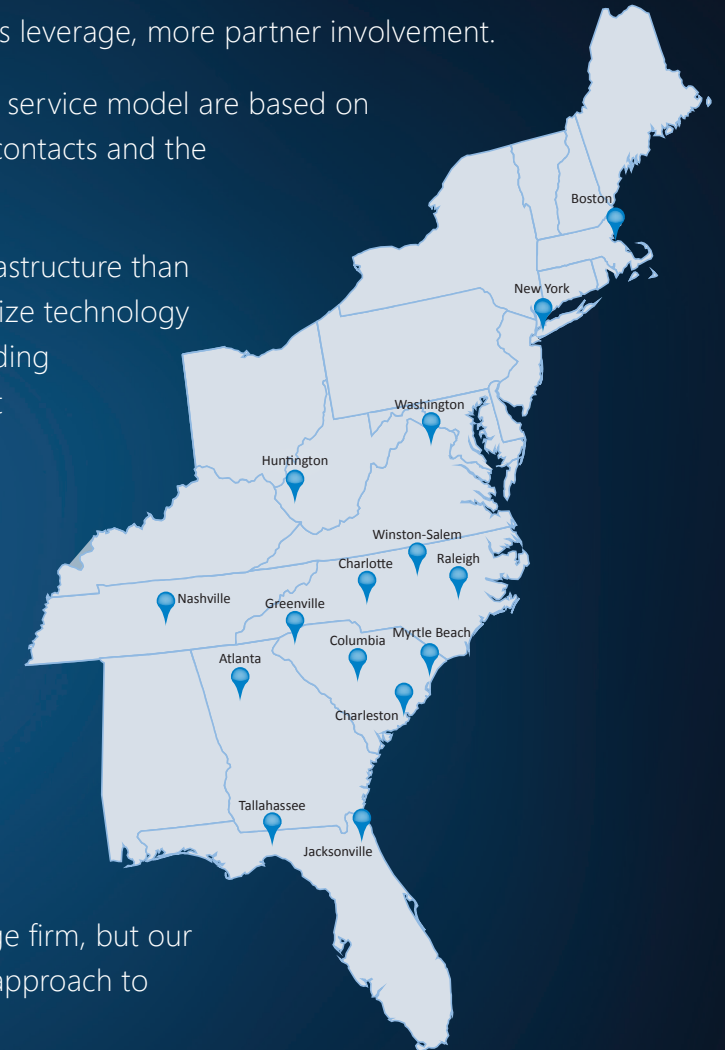 s leverage, more partner involvement.
service model are based on
contacts and the
astructure than
ize technology
ding
t
Boston
New York
Washington
Huntington
Winston-Salem
Charlotte
Raleigh
Nashville
Greenville
Columbia
Myrtle Beach
Atlanta
Charleston
Tallahassee
Jacksonville
ge firm, but our
approach to